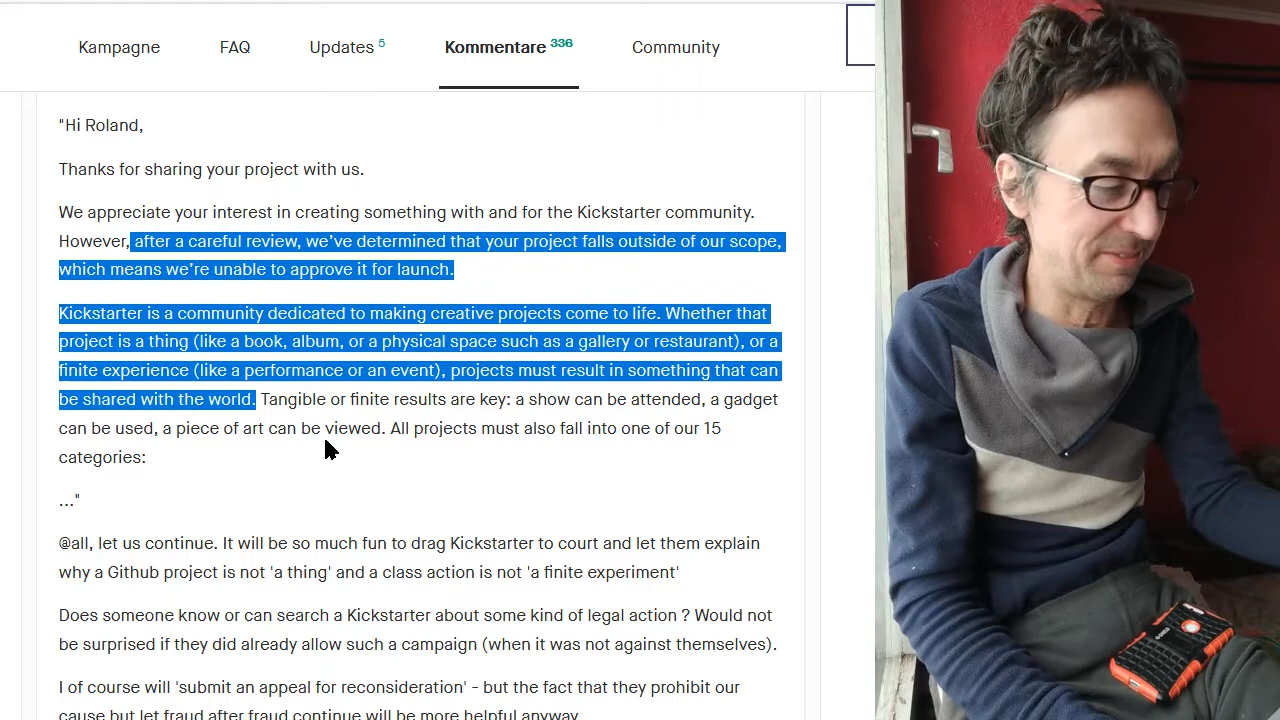 Kampagne FAQ Updates 5 Kommentare 336 Community
"Hi Roland,
Thanks for sharing your project with us.
We appreciate your interest in creating something with and for the Kickstarter community.
However, after a careful review, we’ve determined that your project falls outside of our scope,
which means we’re unable to approve it for launch.
Kickstarter is a community dedicated to making creative projects come to life. Whether that
project is a thing (like a book, album, or a physical space such as a gallery or restaurant), or a
finite experience (like a performance or an event), projects must result in something that can
be shared with the world. Tangible or finite results are key: a show can be attended, a gadget
can be used, a piece of art can be viewed. All projects must also fall into one of our 15
categories:
..."
@all, let us continue. It will be so much fun to drag Kickstarter to court and let them explain
why a Github project is not 'a thing' and a class action is not 'a finite experiment'
Does someone know or can search a Kickstarter about some kind of legal action ? Would not
be surprised if they did already allow such a campaign (when it was not against themselves).
I of course will 'submit an appeal for reconsideration' - but the fact that they prohibit our
cause but let fraud after fraud continue will be more helpful anyway